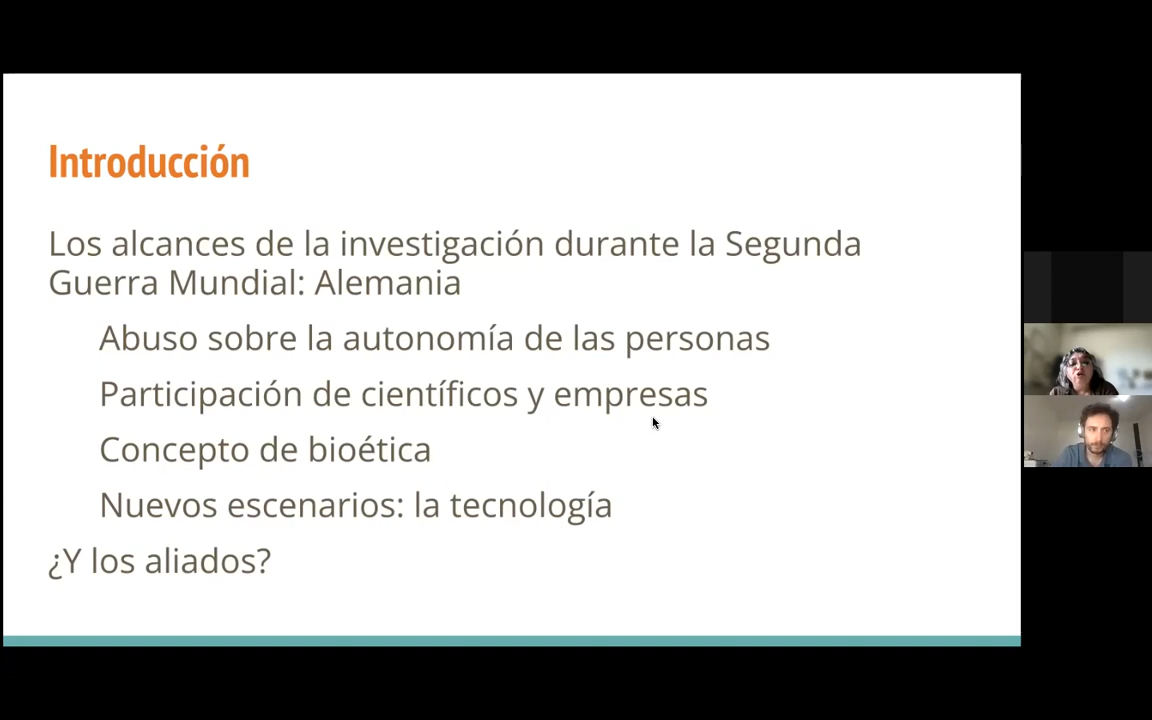 Introducción
Los alcances de la investigación durante la Segunda
Guerra Mundial: Alemania
Abuso sobre la autonomía de las personas
Participación de científicos y empresas
Concepto de bioética
Nuevos escenarios: la tecnología
¿Y los aliados?